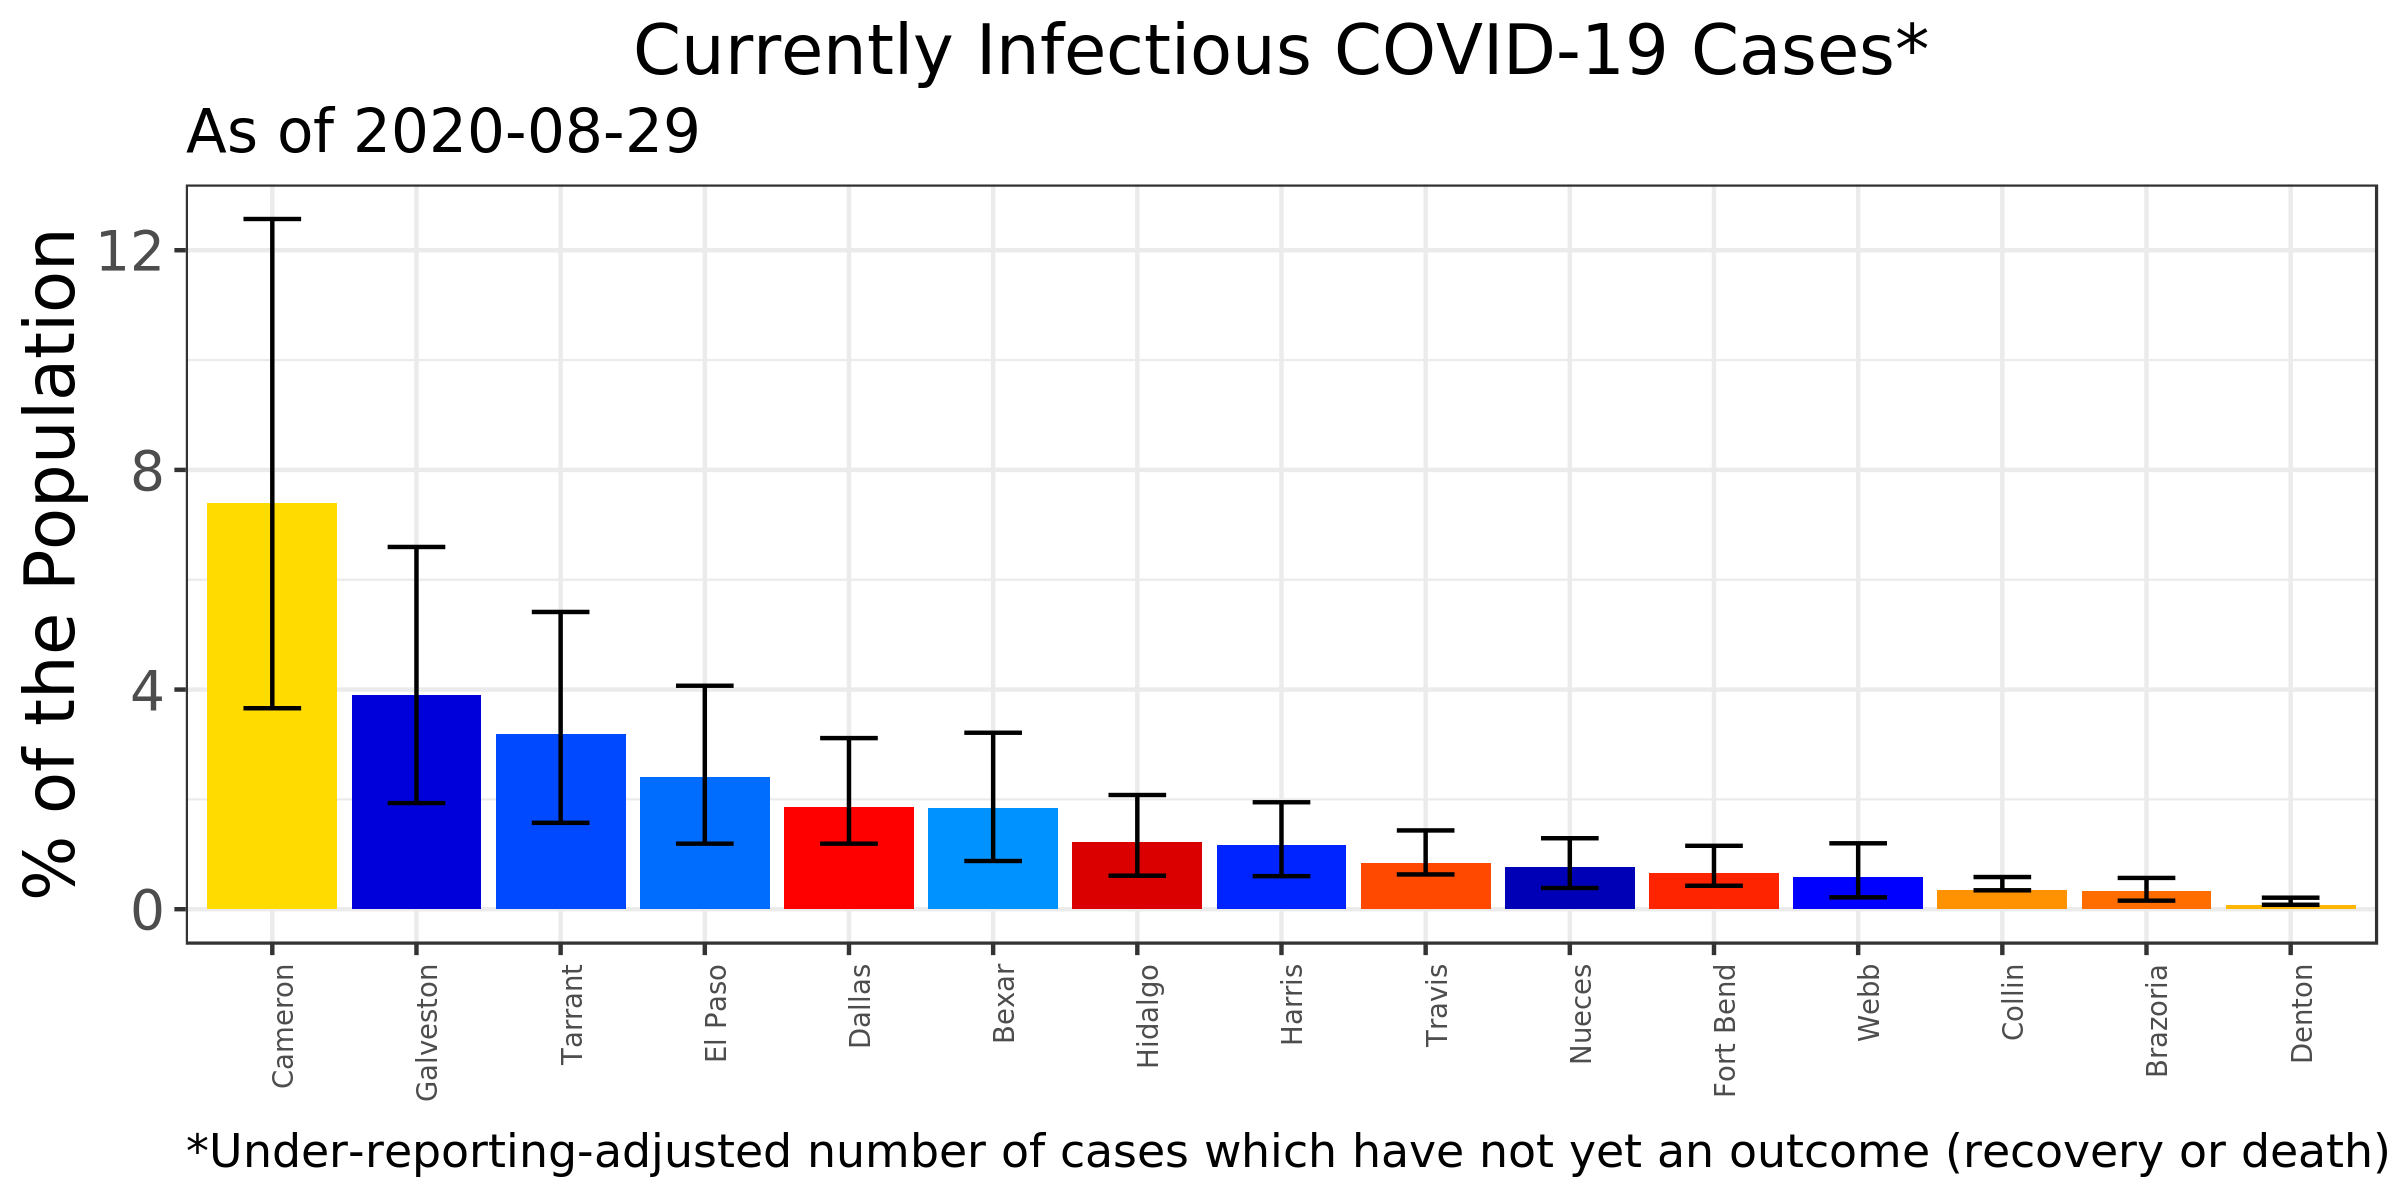 Currently Infectious COVID-19 Cases*
As of 2020-08-29
% of the Population
12
8
4
0
Cameron
Galveston
Tarrant
El Paso
Dallas
Bexar
Hidalgo
Harris
Travis
Nueces
Fort Bend
Webb
Collin
Brazoria
Denton
*Under-reporting-adjusted number of cases which have not yet an outcome (recovery or death)